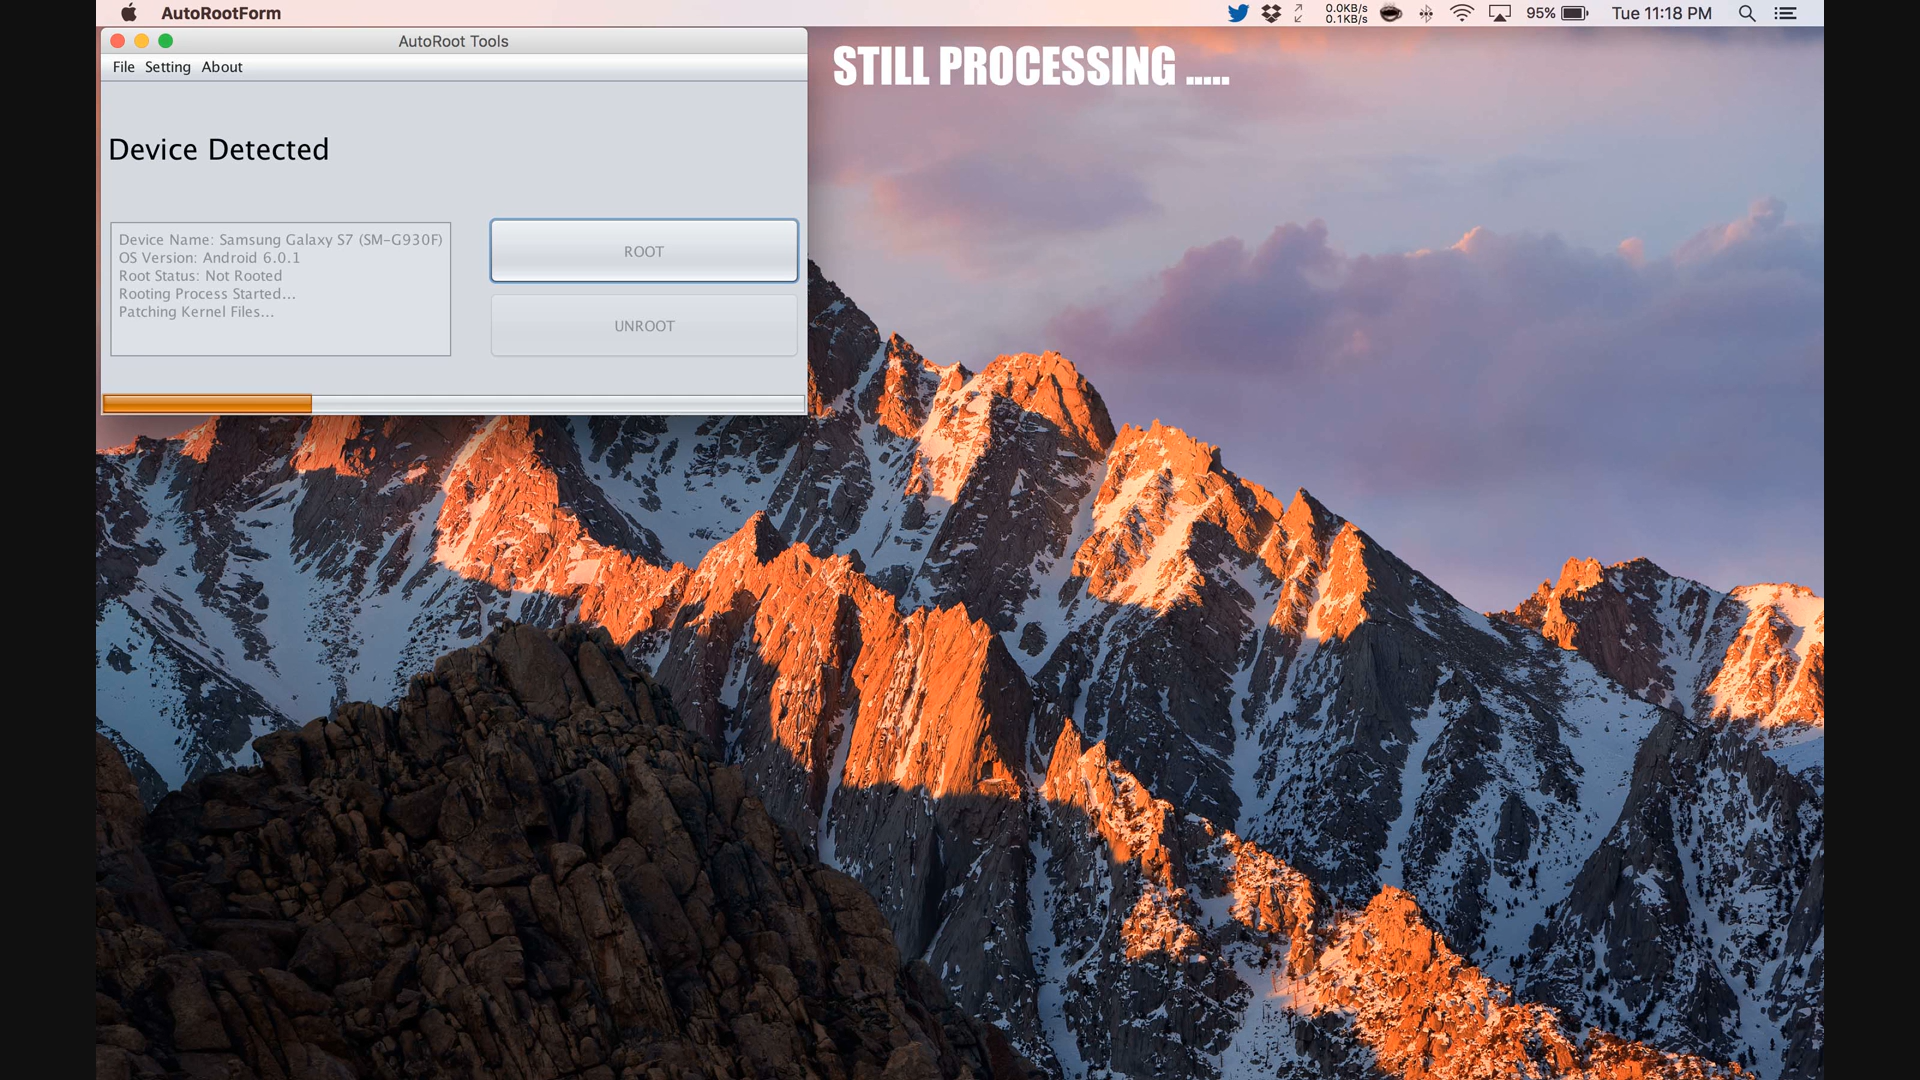 AutoRootForm
0.0KB/s
0.1KB/s
95%
Tue 11:18 PM
AutoRoot Tools
STILL PROCESSING .....
File Setting About
Device Detected
Device Name: Samsung Galaxy S7 (SM-G930F)
OS Version: Android 6.0.1
Root Status: Not Rooted
Rooting Process Started...
Patching Kernel Files...
ROOT
UNROOT